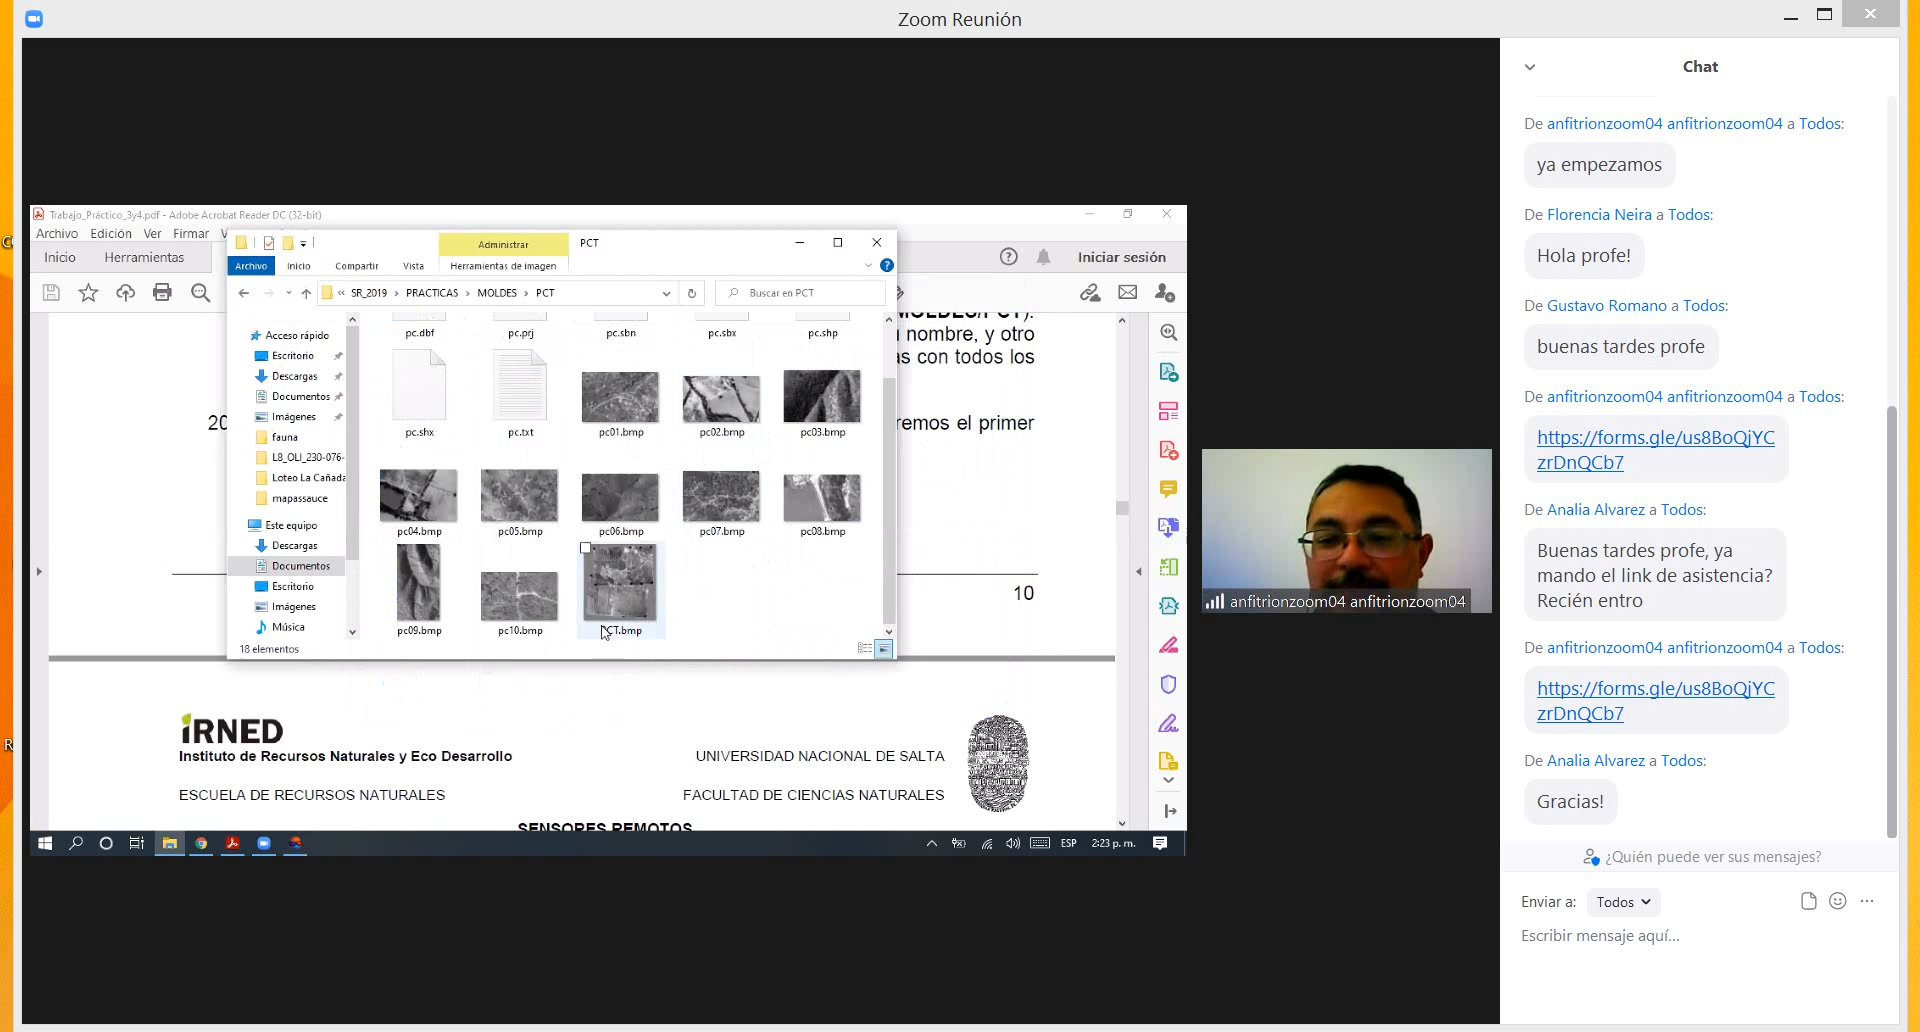 Zoom Reunión
Trabajo_Práctico_3y4.pdf - Adobe Acrobat Reader DC (32-bit)
Archivo Edición Ver Firmar
Inicio Herramientas
Iniciar sesión
Administrar PCT
Archivo Inicio Compartir Vista Herramientas de imagen
« SR_2019 › PRACTICAS › MOLDES › PCT
Buscar en PCT
Acceso rápido
Escritorio
Descargas
Documentos
Imágenes
fauna
L8_OLI_230-076-
Loteo La Cañada
mapassauce
Este equipo
Descargas
Documentos
Escritorio
Imágenes
Música
pc.dbf pc.prj pc.sbn pc.sbx pc.shp
pc.shx pc.txt pc01.bmp pc02.bmp pc03.bmp
pc04.bmp pc05.bmp pc06.bmp pc07.bmp pc08.bmp
pc09.bmp pc10.bmp PCT.bmp
18 elementos
nombre, y otro
as con todos los
20
remos el primer
10
iRNED
Instituto de Recursos Naturales y Eco Desarrollo
UNIVERSIDAD NACIONAL DE SALTA
ESCUELA DE RECURSOS NATURALES
FACULTAD DE CIENCIAS NATURALES
SENSORES REMOTOS
ESP 2:23 p. m.
anfitrionzoom04 anfitrionzoom04
Chat
De anfitrionzoom04 anfitrionzoom04 a Todos:
ya empezamos
De Florencia Neira a Todos:
Hola profe!
De Gustavo Romano a Todos:
buenas tardes profe
De anfitrionzoom04 anfitrionzoom04 a Todos:
https://forms.gle/us8BoQjYC
zrDnQCb7
De Analia Alvarez a Todos:
Buenas tardes profe, ya
mando el link de asistencia?
Recién entro
De anfitrionzoom04 anfitrionzoom04 a Todos:
https://forms.gle/us8BoQjYC
zrDnQCb7
De Analia Alvarez a Todos:
Gracias!
¿Quién puede ver sus mensajes?
Enviar a: Todos
Escribir mensaje aquí...